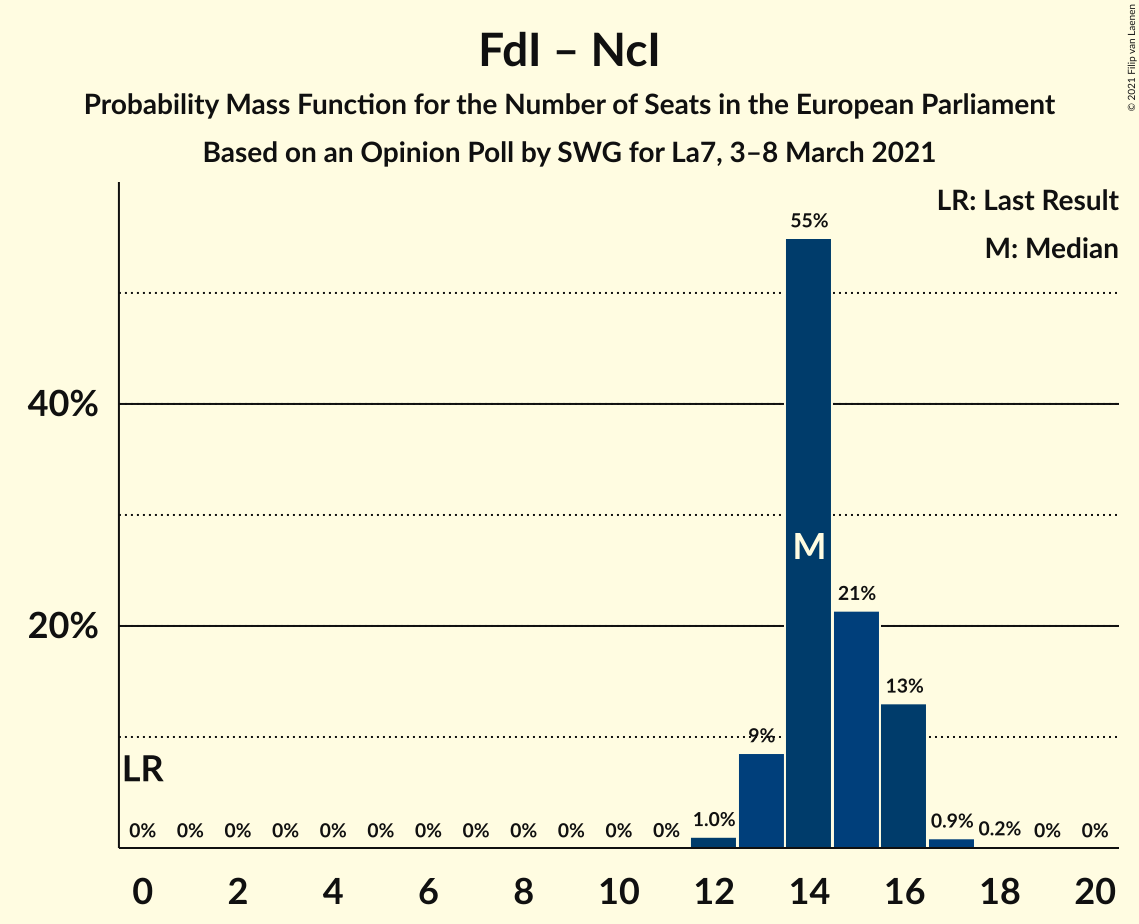 FdI – NcI
Probability Mass Function for the Number of Seats in the European Parliament
Based on an Opinion Poll by SWG for La7, 3–8 March 2021
© 2021 Filip van Laenen
LR: Last Result
M: Median
55%
40%
M
21%
20%
13%
9%
LR
0% 0% 0% 0% 0% 0% 0% 0% 0% 0% 0% 0% 1.0% 0.9% 0.2% 0% 0%
0 2 4 6 8 10 12 14 16 18 20